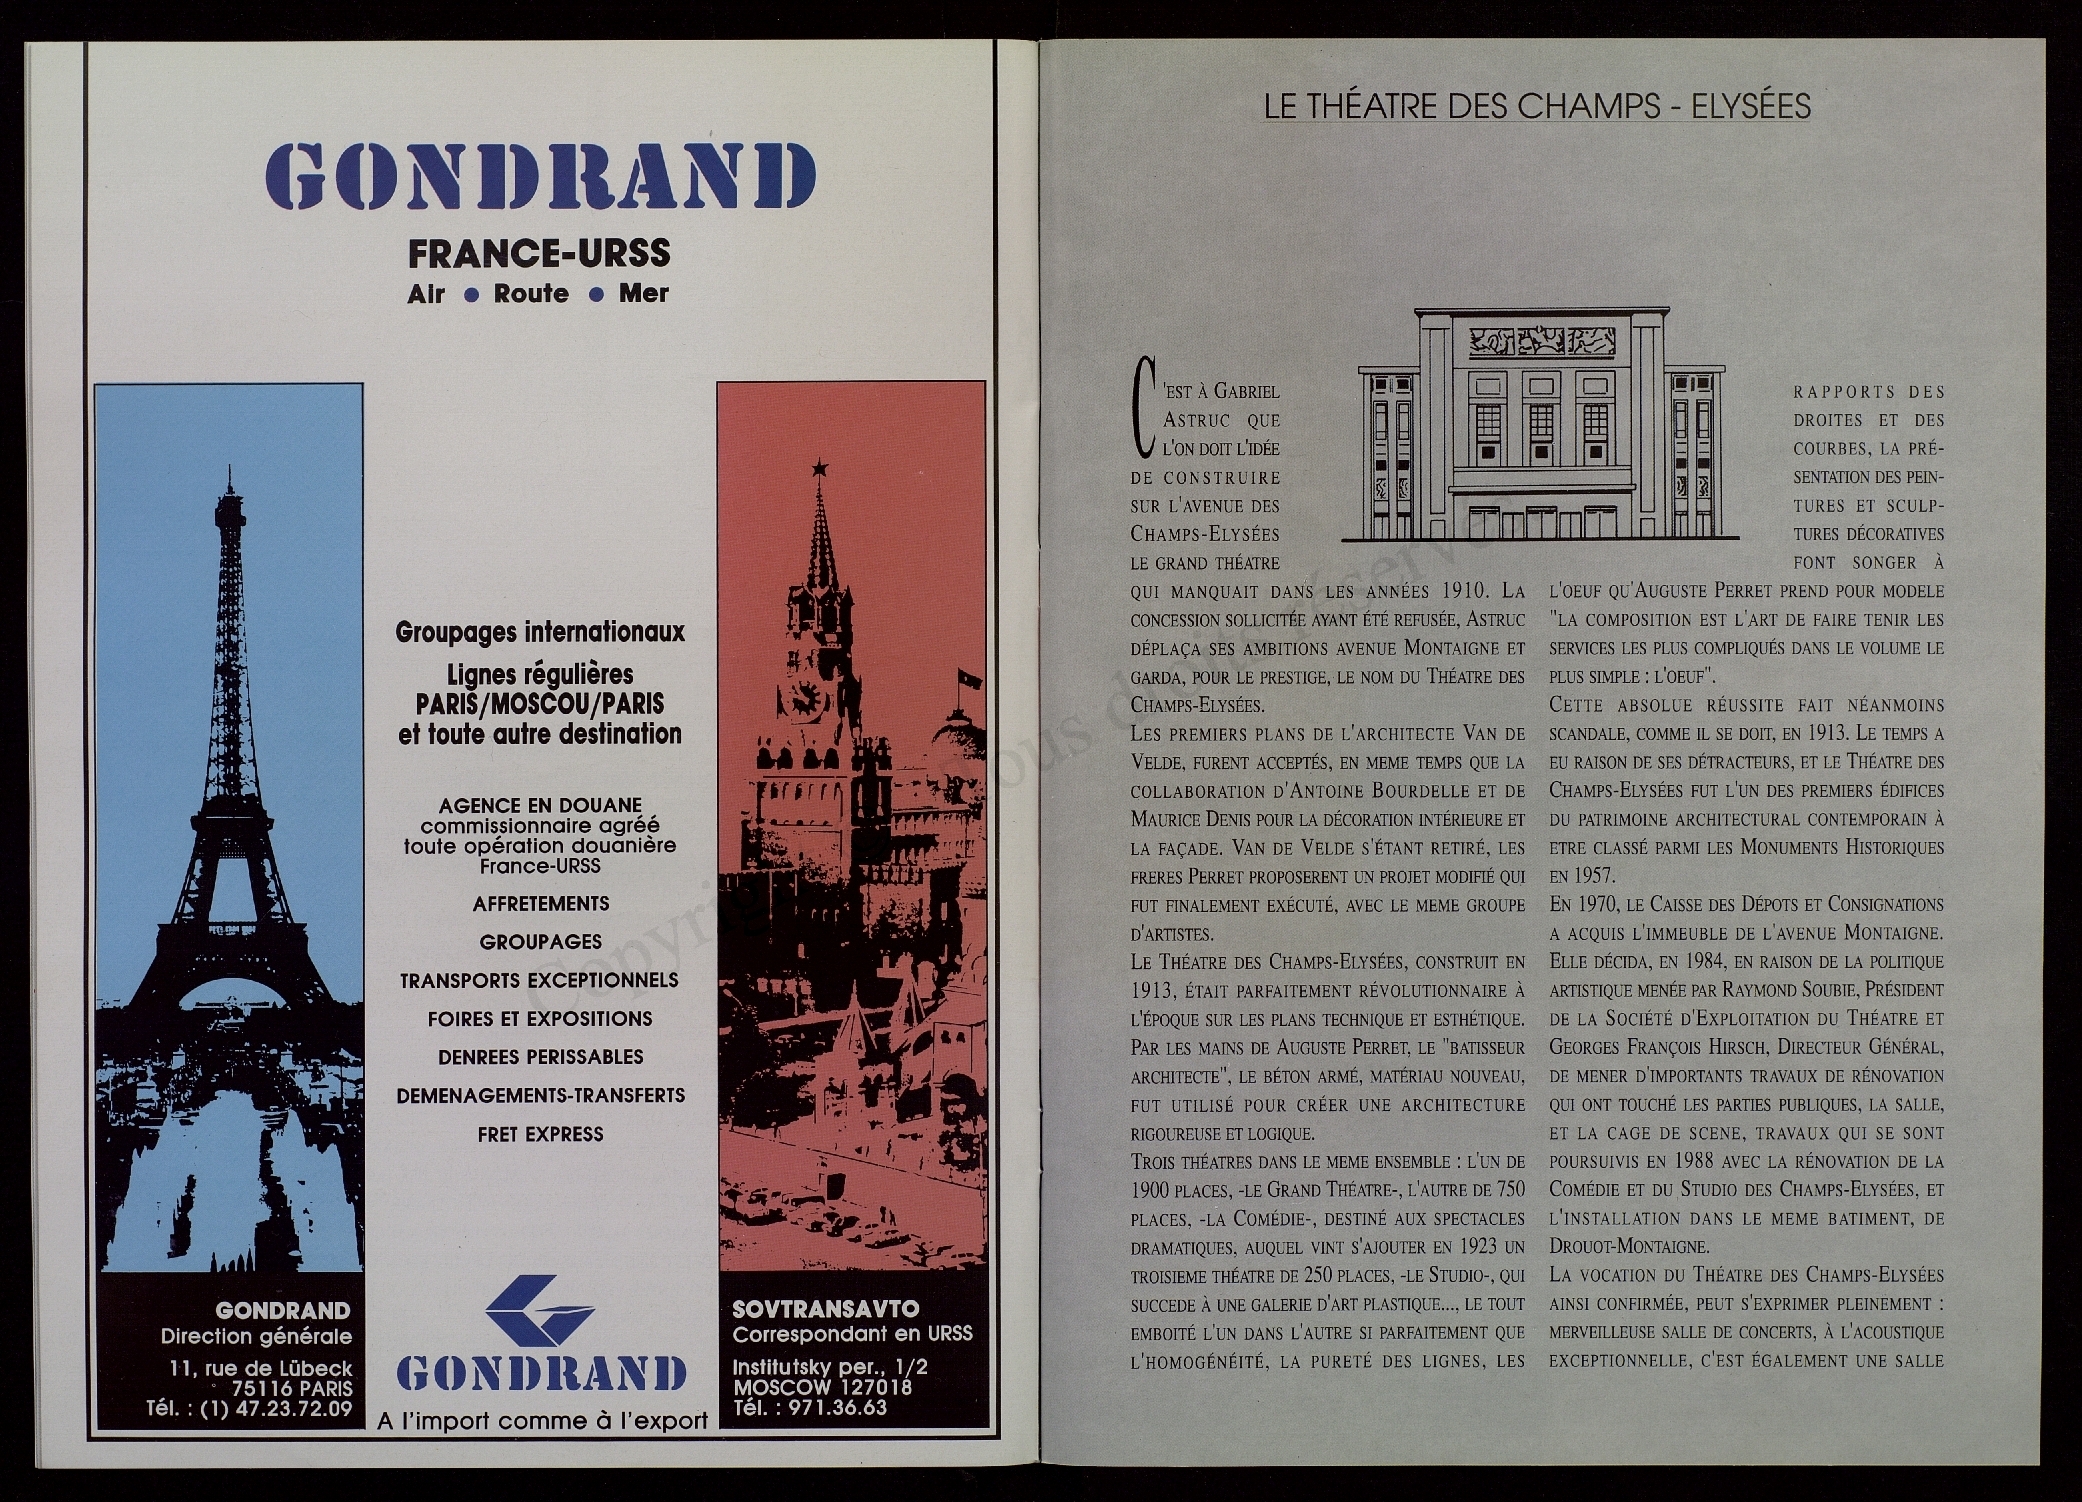 GONDRAND
FRANCE-URSS
Air • Route • Mer
Groupages internationaux
Lignes régulières
PARIS/MOSCOU/PARIS
et toute autre destination
AGENCE EN DOUANE
commissionnaire agréé
toute opération douanière
France-URSS
AFFRETEMENTS
GROUPAGES
TRANSPORTS EXCEPTIONNELS
FOIRES ET EXPOSITIONS
DENREES PERISSABLES
DEMENAGEMENTS-TRANSFERTS
FRET EXPRESS
GONDRAND
Direction générale
11, rue de Lübeck
75116 PARIS
Tél. : (1) 47.23.72.09
GONDRAND
A l'import comme à l'export
SOVTRANSAVTO
Correspondant en URSS
Institutsky per., 1/2
MOSCOW 127018
Tél. : 971.36.63
LE THÉATRE DES CHAMPS - ELYSÉES
C'EST À GABRIEL
ASTRUC QUE
L'ON DOIT L'IDÉE
DE CONSTRUIRE
SUR L'AVENUE DES
CHAMPS-ELYSÉES
LE GRAND THÉATRE
QUI MANQUAIT DANS LES ANNÉES 1910. LA
CONCESSION SOLLICITÉE AYANT ÉTÉ REFUSÉE, ASTRUC
DÉPLAÇA SES AMBITIONS AVENUE MONTAIGNE ET
GARDA, POUR LE PRESTIGE, LE NOM DU THÉATRE DES
CHAMPS-ELYSÉES.
LES PREMIERS PLANS DE L'ARCHITECTE VAN DE
VELDE, FURENT ACCEPTÉS, EN MEME TEMPS QUE LA
COLLABORATION D'ANTOINE BOURDELLE ET DE
MAURICE DENIS POUR LA DÉCORATION INTÉRIEURE ET
LA FAÇADE. VAN DE VELDE S'ÉTANT RETIRÉ, LES
FRERES PERRET PROPOSERENT UN PROJET MODIFIÉ QUI
FUT FINALEMENT EXÉCUTÉ, AVEC LE MEME GROUPE
D'ARTISTES.
LE THÉATRE DES CHAMPS-ELYSÉES, CONSTRUIT EN
1913, ÉTAIT PARFAITEMENT RÉVOLUTIONNAIRE À
L'ÉPOQUE SUR LES PLANS TECHNIQUE ET ESTHÉTIQUE.
PAR LES MAINS DE AUGUSTE PERRET, LE "BATISSEUR
ARCHITECTE", LE BÉTON ARMÉ, MATÉRIAU NOUVEAU,
FUT UTILISÉ POUR CRÉER UNE ARCHITECTURE
RIGOUREUSE ET LOGIQUE.
TROIS THÉATRES DANS LE MEME ENSEMBLE : L'UN DE
1900 PLACES, -LE GRAND THÉATRE-, L'AUTRE DE 750
PLACES, -LA COMÉDIE-, DESTINÉ AUX SPECTACLES
DRAMATIQUES, AUQUEL VINT S'AJOUTER EN 1923 UN
TROISIEME THÉATRE DE 250 PLACES, -LE STUDIO-, QUI
SUCCEDE À UNE GALERIE D'ART PLASTIQUE..., LE TOUT
EMBOITÉ L'UN DANS L'AUTRE SI PARFAITEMENT QUE
L'HOMOGÉNÉITÉ, LA PURETÉ DES LIGNES, LES
RAPPORTS DES
DROITES ET DES
COURBES, LA PRÉ-
SENTATION DES PEIN-
TURES ET SCULP-
TURES DÉCORATIVES
FONT SONGER À
L'OEUF QU'AUGUSTE PERRET PREND POUR MODELE
"LA COMPOSITION EST L'ART DE FAIRE TENIR LES
SERVICES LES PLUS COMPLIQUÉS DANS LE VOLUME LE
PLUS SIMPLE : L'OEUF".
CETTE ABSOLUE RÉUSSITE FAIT NÉANMOINS
SCANDALE, COMME IL SE DOIT, EN 1913. LE TEMPS A
EU RAISON DE SES DÉTRACTEURS, ET LE THÉATRE DES
CHAMPS-ELYSÉES FUT L'UN DES PREMIERS ÉDIFICES
DU PATRIMOINE ARCHITECTURAL CONTEMPORAIN À
ETRE CLASSÉ PARMI LES MONUMENTS HISTORIQUES
EN 1957.
EN 1970, LE CAISSE DES DÉPOTS ET CONSIGNATIONS
A ACQUIS L'IMMEUBLE DE L'AVENUE MONTAIGNE.
ELLE DÉCIDA, EN 1984, EN RAISON DE LA POLITIQUE
ARTISTIQUE MENÉE PAR RAYMOND SOUBIE, PRÉSIDENT
DE LA SOCIÉTÉ D'EXPLOITATION DU THÉATRE ET
GEORGES FRANÇOIS HIRSCH, DIRECTEUR GÉNÉRAL,
DE MENER D'IMPORTANTS TRAVAUX DE RÉNOVATION
QUI ONT TOUCHÉ LES PARTIES PUBLIQUES, LA SALLE,
ET LA CAGE DE SCENE, TRAVAUX QUI SE SONT
POURSUIVIS EN 1988 AVEC LA RÉNOVATION DE LA
COMÉDIE ET DU STUDIO DES CHAMPS-ELYSÉES, ET
L'INSTALLATION DANS LE MEME BATIMENT, DE
DROUOT-MONTAIGNE.
LA VOCATION DU THÉATRE DES CHAMPS-ELYSÉES
AINSI CONFIRMÉE, PEUT S'EXPRIMER PLEINEMENT :
MERVEILLEUSE SALLE DE CONCERTS, À L'ACOUSTIQUE
EXCEPTIONNELLE, C'EST ÉGALEMENT UNE SALLE